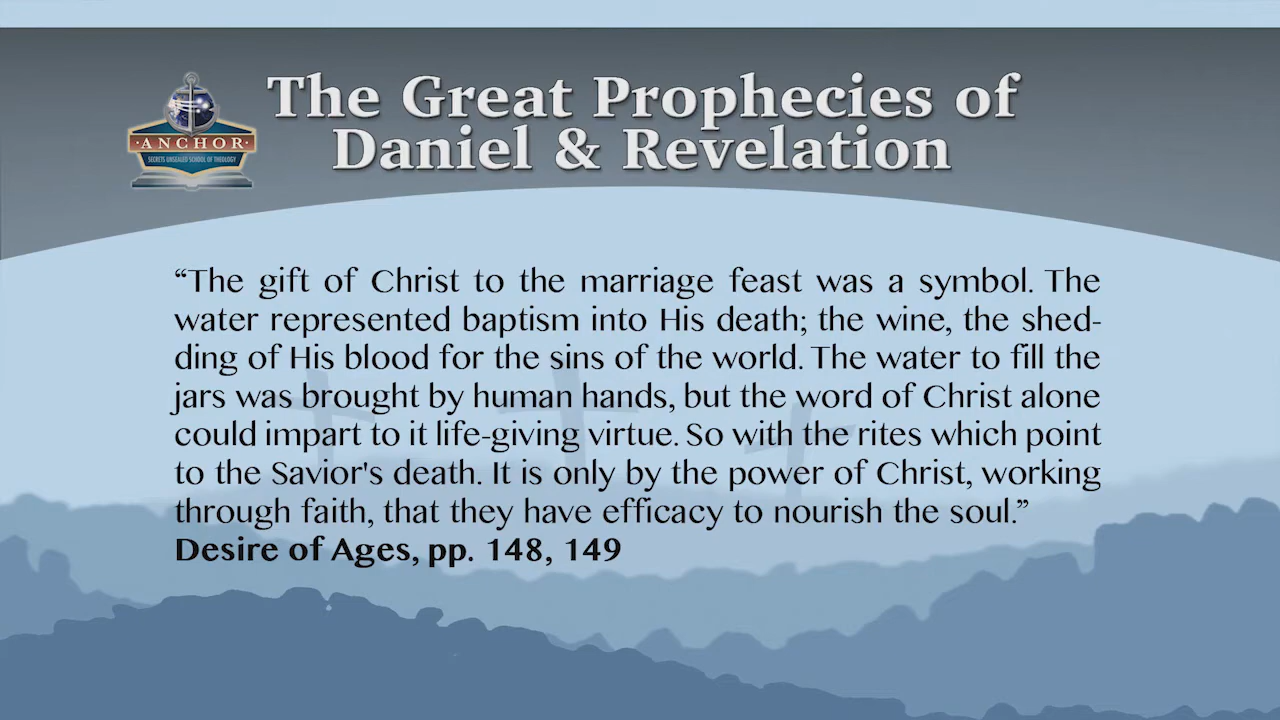 The Great Prophecies of
Daniel & Revelation
·ANCHOR·
SECRETS UNSEALED SCHOOL OF THEOLOGY
“The gift of Christ to the marriage feast was a symbol. The
water represented baptism into His death; the wine, the shed-
ding of His blood for the sins of the world. The water to fill the
jars was brought by human hands, but the word of Christ alone
could impart to it life-giving virtue. So with the rites which point
to the Savior's death. It is only by the power of Christ, working
through faith, that they have efficacy to nourish the soul.”
Desire of Ages, pp. 148, 149